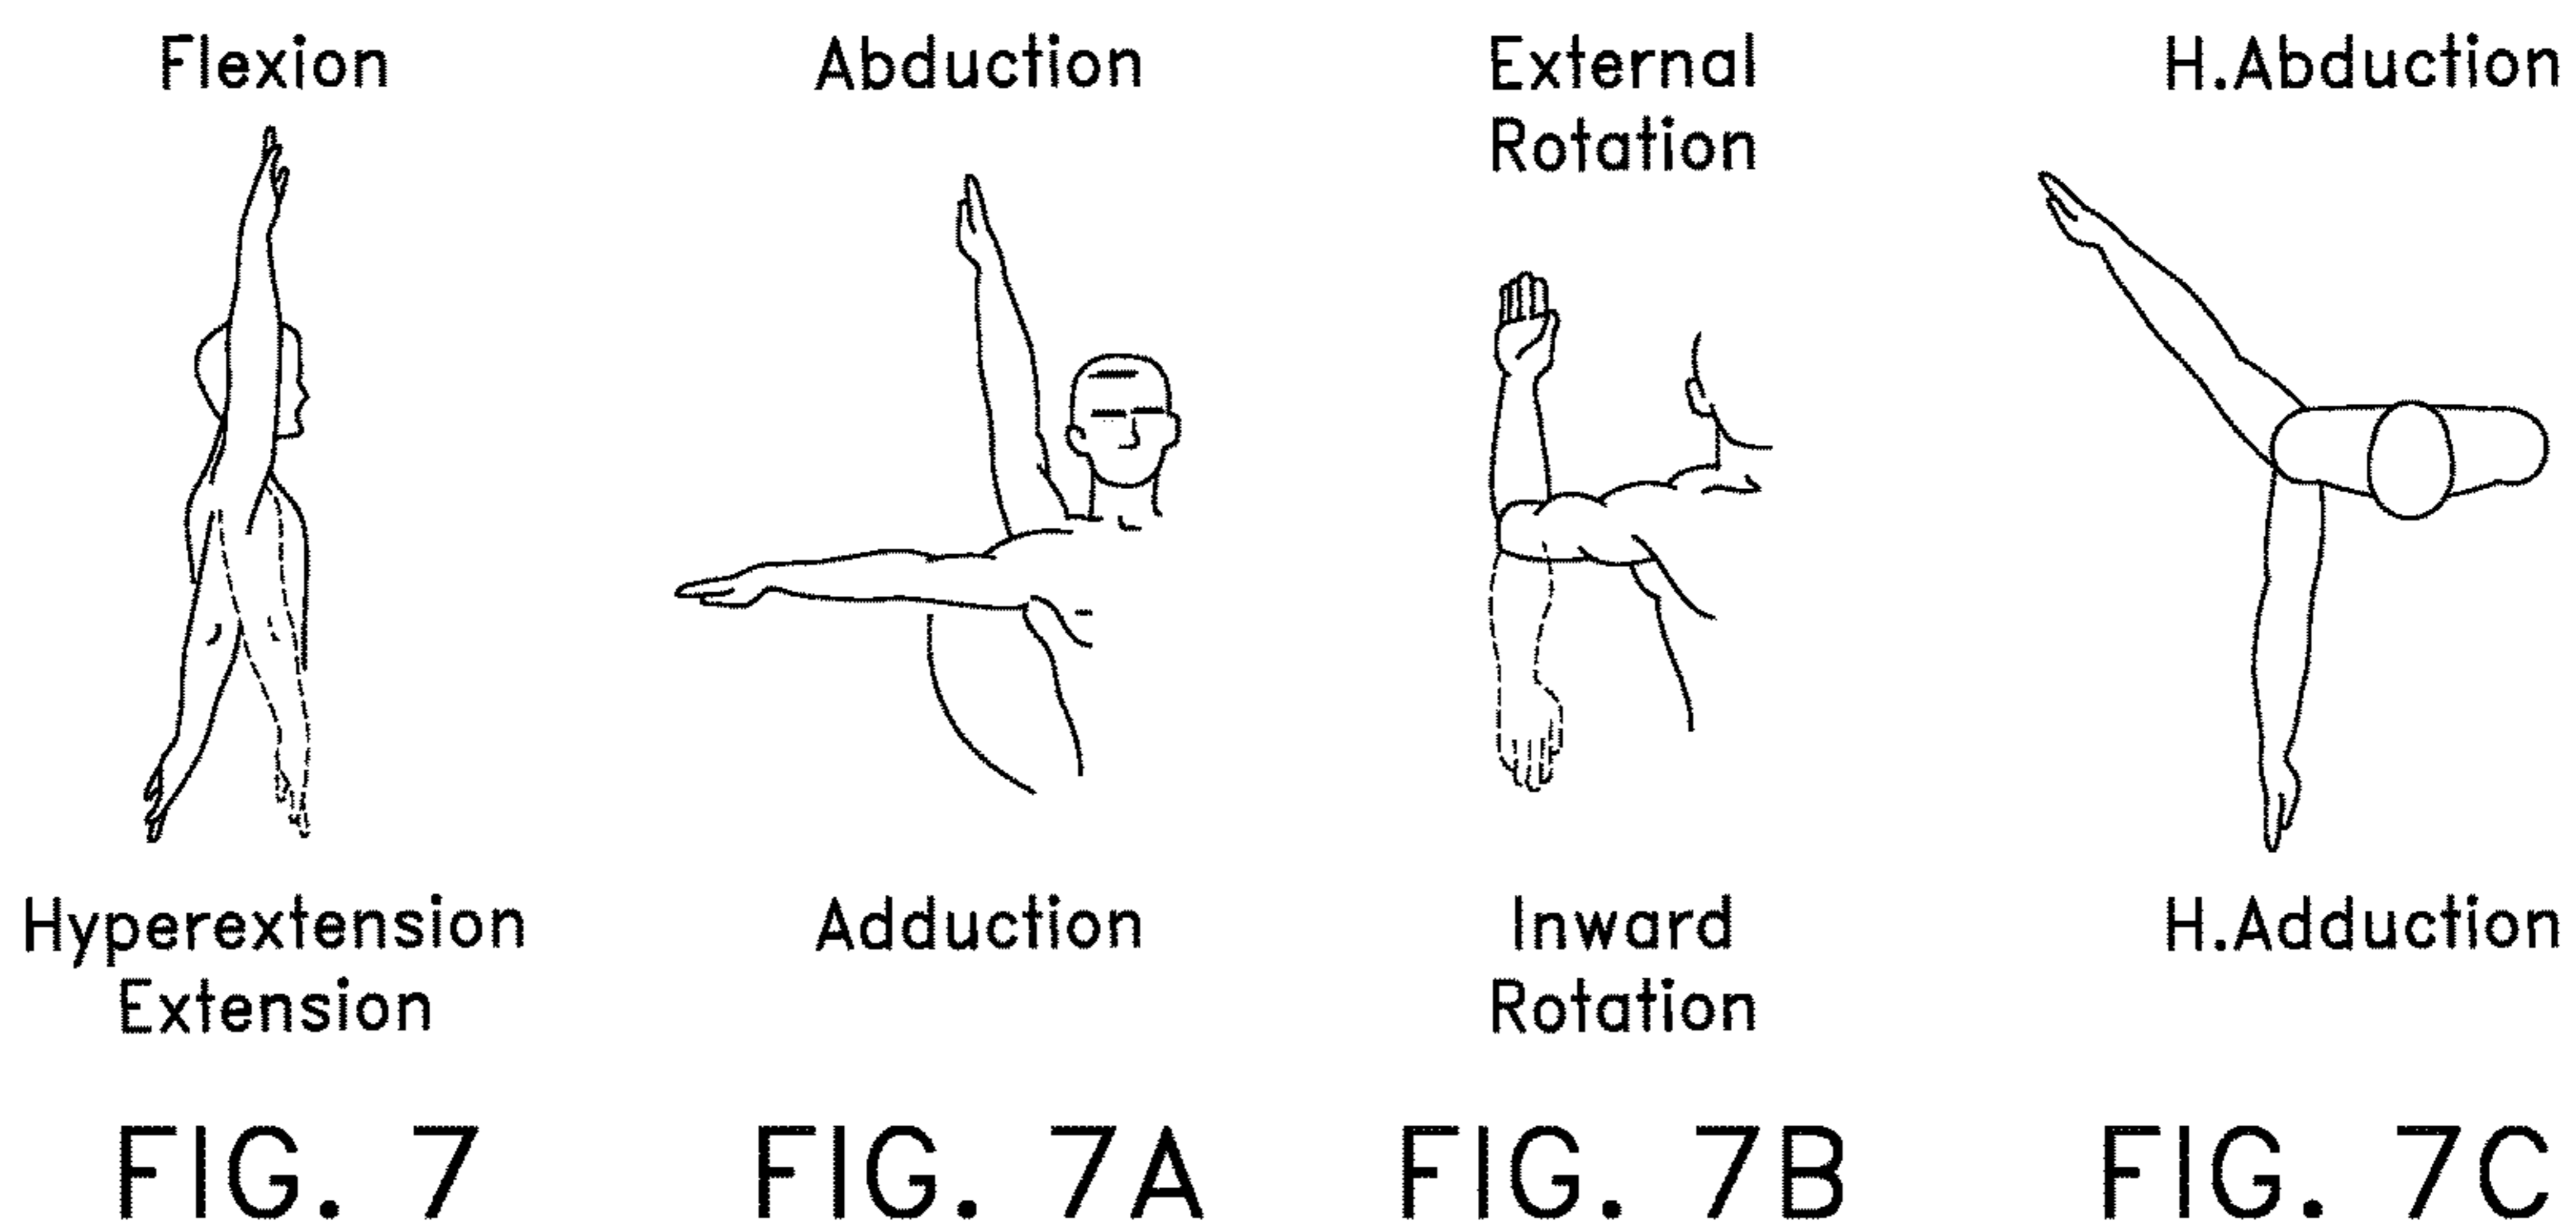 Flexion
Abduction
External
Rotation
H.Abduction
Hyperextension
Extension
Adduction
Inward
Rotation
H.Adduction
FIG. 7
FIG. 7A
FIG. 7B
FIG. 7C